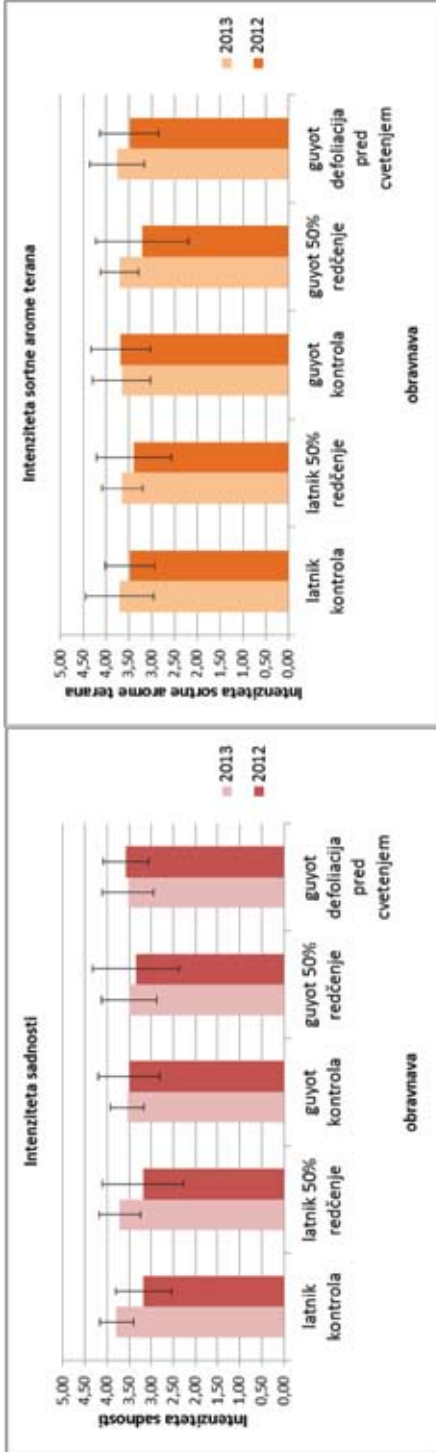 Intenziteta sadnosti
Intenziteta sadnosti
5,00
4,50
4,00
3,50
3,00
2,50
2,00
1,50
1,00
0,50
0,00
latnik
kontrola
latnik 50%
redčenje
guyot
kontrola
guyot 50%
redčenje
guyot
defoliacija
pred
cvetenjem
obravnava
2013
2012
Intenziteta sortne arome terana
Intenziteta sortne arome terana
5,00
4,50
4,00
3,50
3,00
2,50
2,00
1,50
1,00
0,50
0,00
latnik
kontrola
latnik 50%
redčenje
guyot
kontrola
guyot 50%
redčenje
guyot
defoliacija
pred
cvetenjem
obravnava
2013
2012